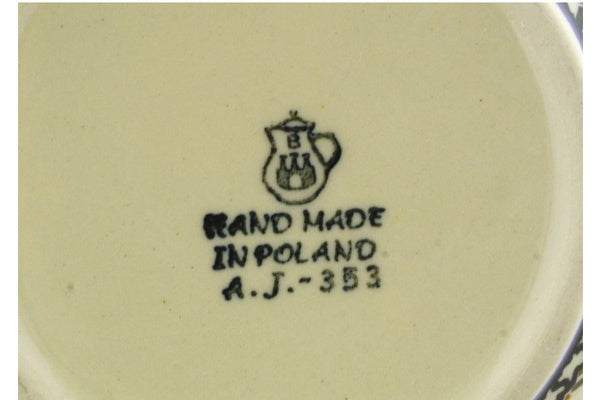 B
HAND MADE
IN POLAND
A.J.-353